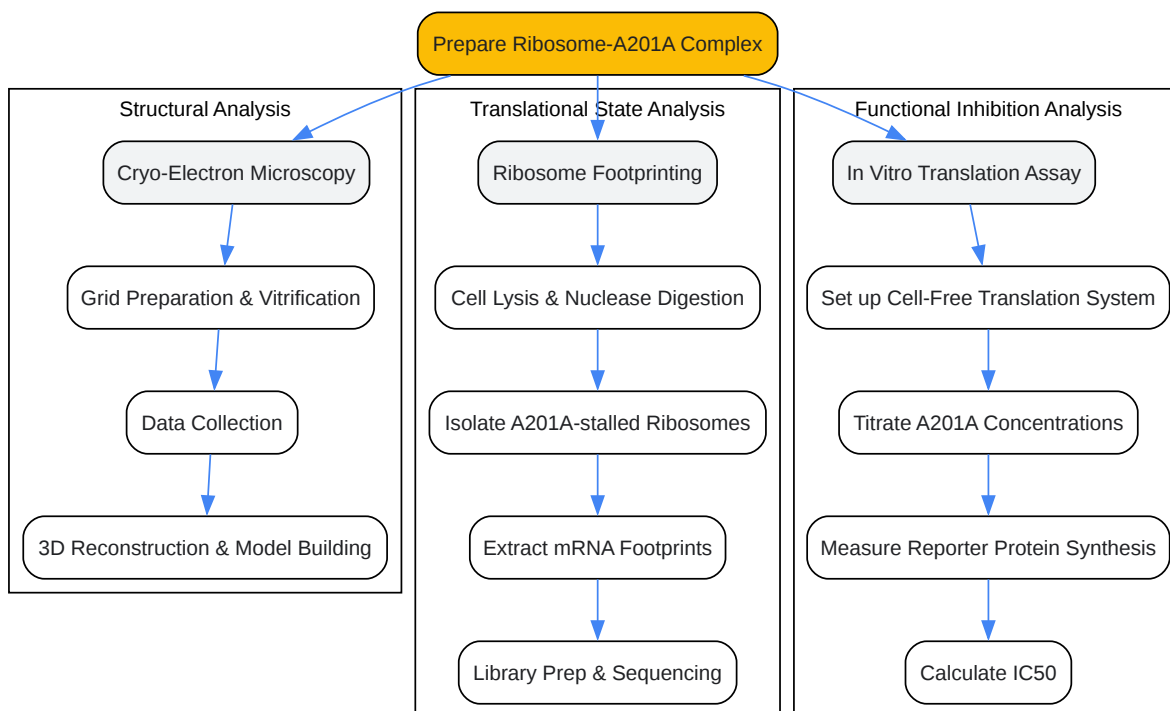 Prepare Ribosome-A201A Complex
Structural Analysis
Cryo-Electron Microscopy
Grid Preparation & Vitrification
Data Collection
3D Reconstruction & Model Building
Translational State Analysis
Ribosome Footprinting
Cell Lysis & Nuclease Digestion
Isolate A201A-stalled Ribosomes
Extract mRNA Footprints
Library Prep & Sequencing
Functional Inhibition Analysis
In Vitro Translation Assay
Set up Cell-Free Translation System
Titrate A201A Concentrations
Measure Reporter Protein Synthesis
Calculate IC50